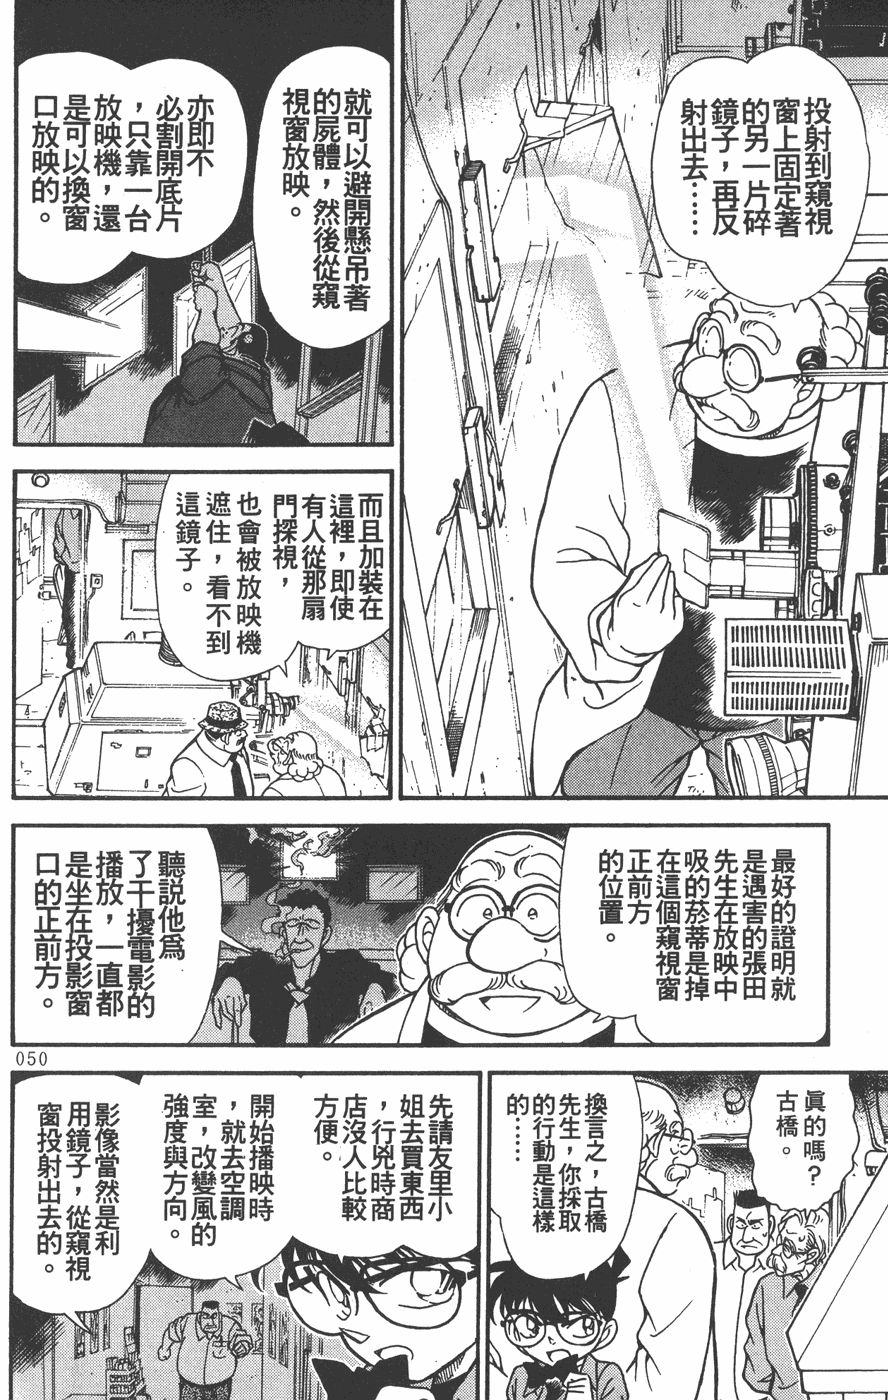 投射到窺視
窗上固定著
的另一片碎
鏡子，再反
射出去……
就可以避開懸吊著
的屍體，然後從窺
視窗放映。
亦即不
必割開底片
，只靠一台
放映機，還
是可以換窗
口放映的。
而且加裝在
這裡，即使
有人從那扇
門探視，
也會被放映機
遮住，看不到
這鏡子。
最好的證明就
是遇害的張田
先生在放映中
吸的菸蒂是掉
在這個窺視窗
正前方
的位置。
聽說他為
了干擾電影的
播放，一直都
是坐在投影窗
口的正前方。
050
真的嗎？
古橋。
換言之，古橋
先生，你採取
的行動是這樣
的……
先請友里小
姐去買東西
，行兇時商
店沒人比較
方便。
開始播映時
，就去空調
室，改變風的
強度與方向。
影像當然是利
用鏡子，從窺視
窗投射出去的。